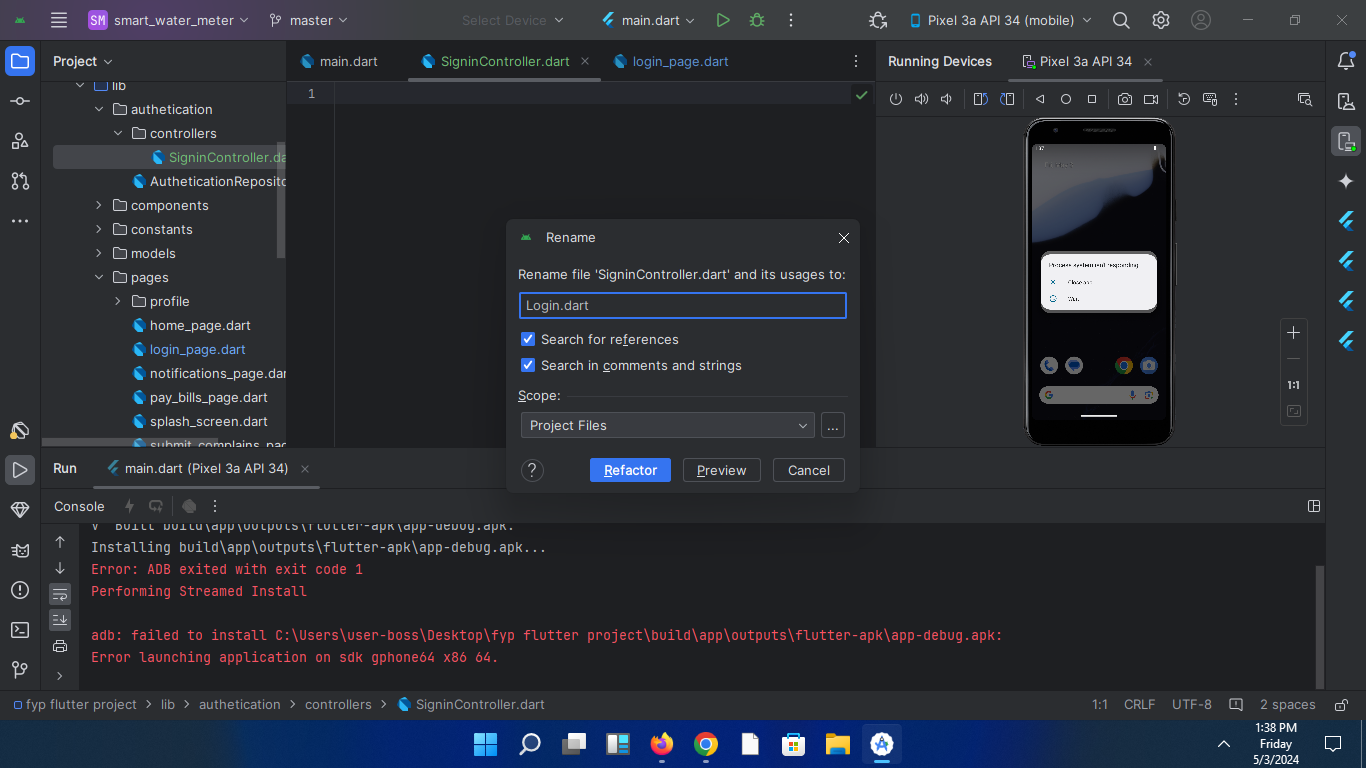 SM smart_water_meter master Select Device main.dart Pixel 3a API 34 (mobile)
Project
main.dart SigninController.dart login_page.dart
Running Devices Pixel 3a API 34
lib
authetication
controllers
SigninController.da
AutheticationReposito
components
constants
models
pages
profile
home_page.dart
login_page.dart
notifications_page.dar
pay_bills_page.dart
splash_screen.dart
submit_complains_pag
1
Rename
Rename file 'SigninController.dart' and its usages to:
Login.dart
Search for references
Search in comments and strings
Scope:
Project Files
...
? Refactor Preview Cancel
Process system isn't responding
Close app
Wait
1:1
Run main.dart (Pixel 3a API 34)
Console
√ Built build\app\outputs\flutter-apk\app-debug.apk.
Installing build\app\outputs\flutter-apk\app-debug.apk...
Error: ADB exited with exit code 1
Performing Streamed Install
adb: failed to install C:\Users\user-boss\Desktop\fyp flutter project\build\app\outputs\flutter-apk\app-debug.apk:
Error launching application on sdk gphone64 x86 64.
fyp flutter project > lib > authetication > controllers > SigninController.dart
1:1 CRLF UTF-8 2 spaces
1:38 PM
Friday
5/3/2024